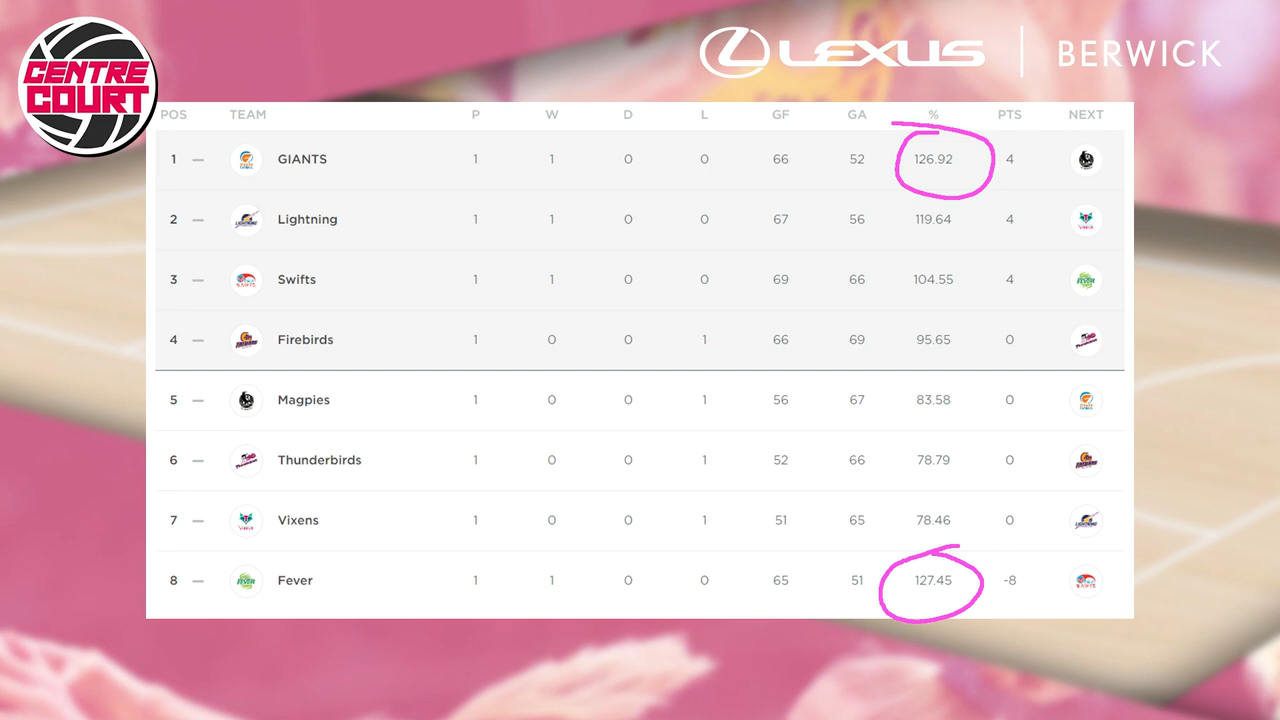 CENTRE
COURT
LEXUS BERWICK
POS TEAM P W D L GF GA % PTS NEXT
1 — GIANTS 1 1 0 0 66 52 126.92 4
2 — Lightning 1 1 0 0 67 56 119.64 4
3 — Swifts 1 1 0 0 69 66 104.55 4
4 — Firebirds 1 0 0 1 66 69 95.65 0
5 — Magpies 1 0 0 1 56 67 83.58 0
6 — Thunderbirds 1 0 0 1 52 66 78.79 0
7 — Vixens 1 0 0 1 51 65 78.46 0
8 — Fever 1 1 0 0 65 51 127.45 -8